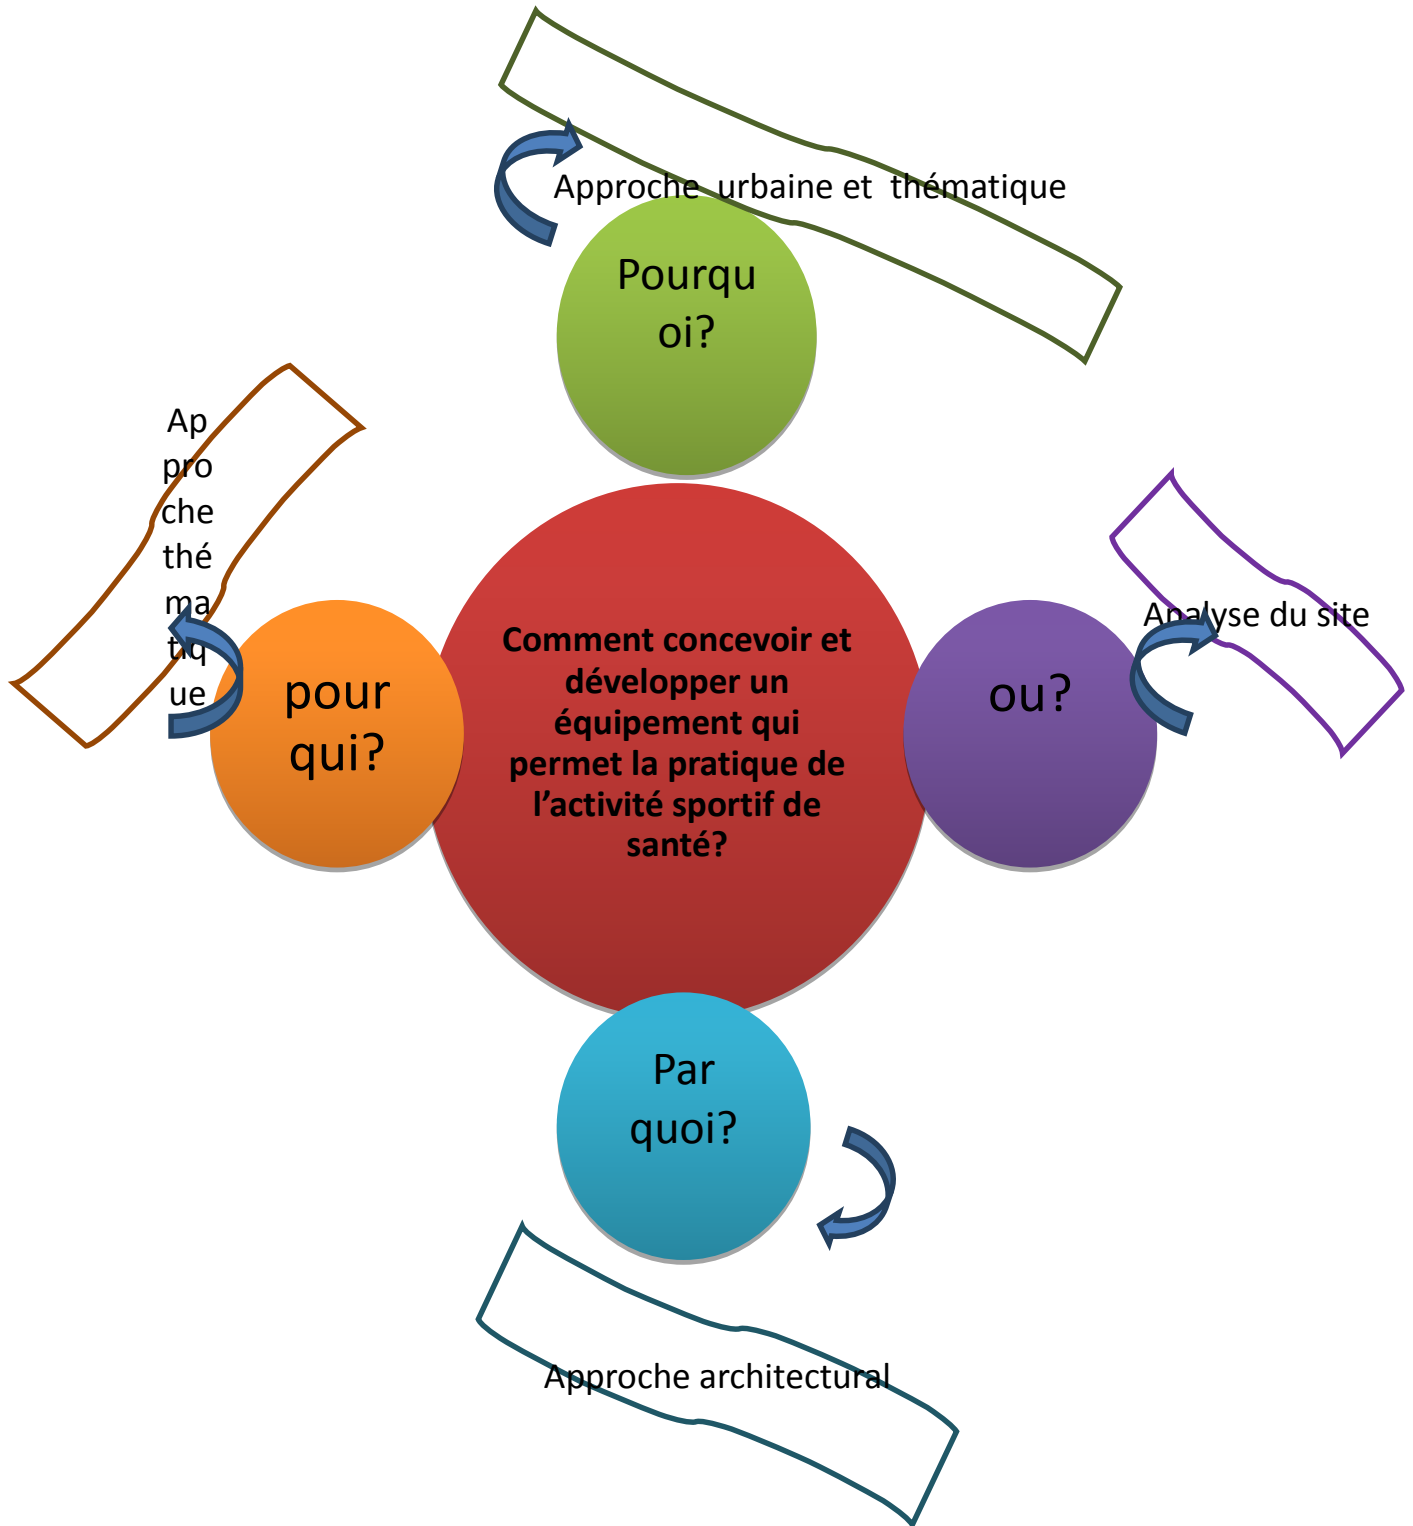 Approche urbaine et thématique
Pourqu
oi?
Ap
pro
che
thé
ma
tiq
ue
pour
qui?
Comment concevoir et
développer un
équipement qui
permet la pratique de
l’activité sportif de
santé?
Analyse du site
ou?
Par
quoi?
Approche architectural